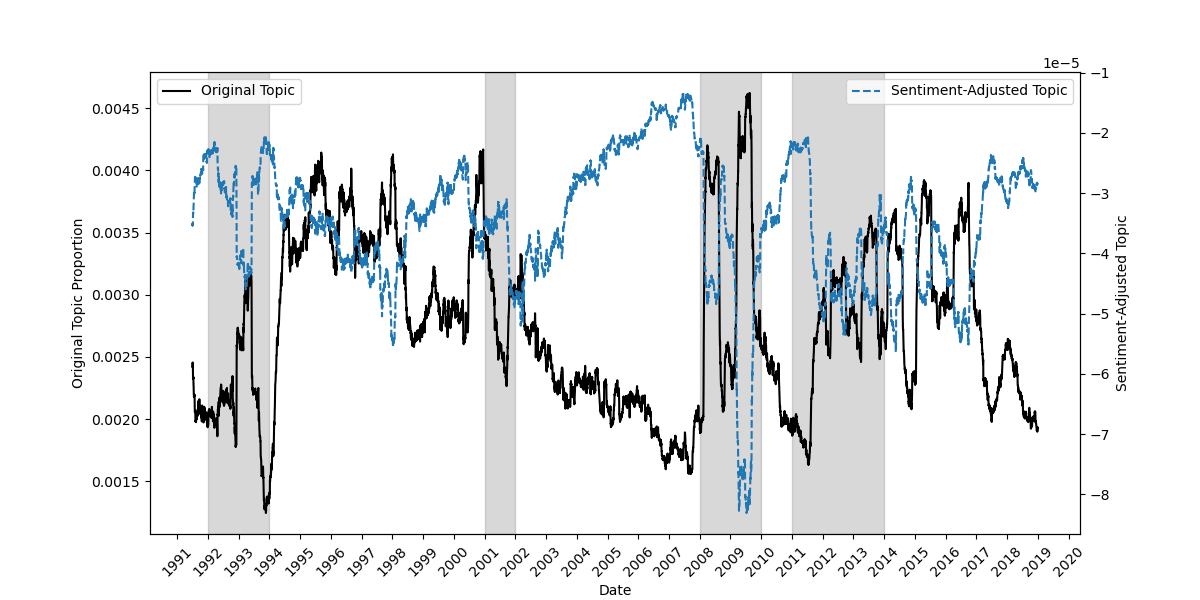 1e−5
Original Topic
Sentiment-Adjusted Topic
0.0045
0.0040
0.0035
0.0030
0.0025
0.0020
0.0015
Original Topic Proportion
−1
−2
−3
−4
−5
−6
−7
−8
Sentiment-Adjusted Topic
1991 1992 1993 1994 1995 1996 1997 1998 1999 2000 2001 2002 2003 2004 2005 2006 2007 2008 2009 2010 2011 2012 2013 2014 2015 2016 2017 2018 2019 2020
Date